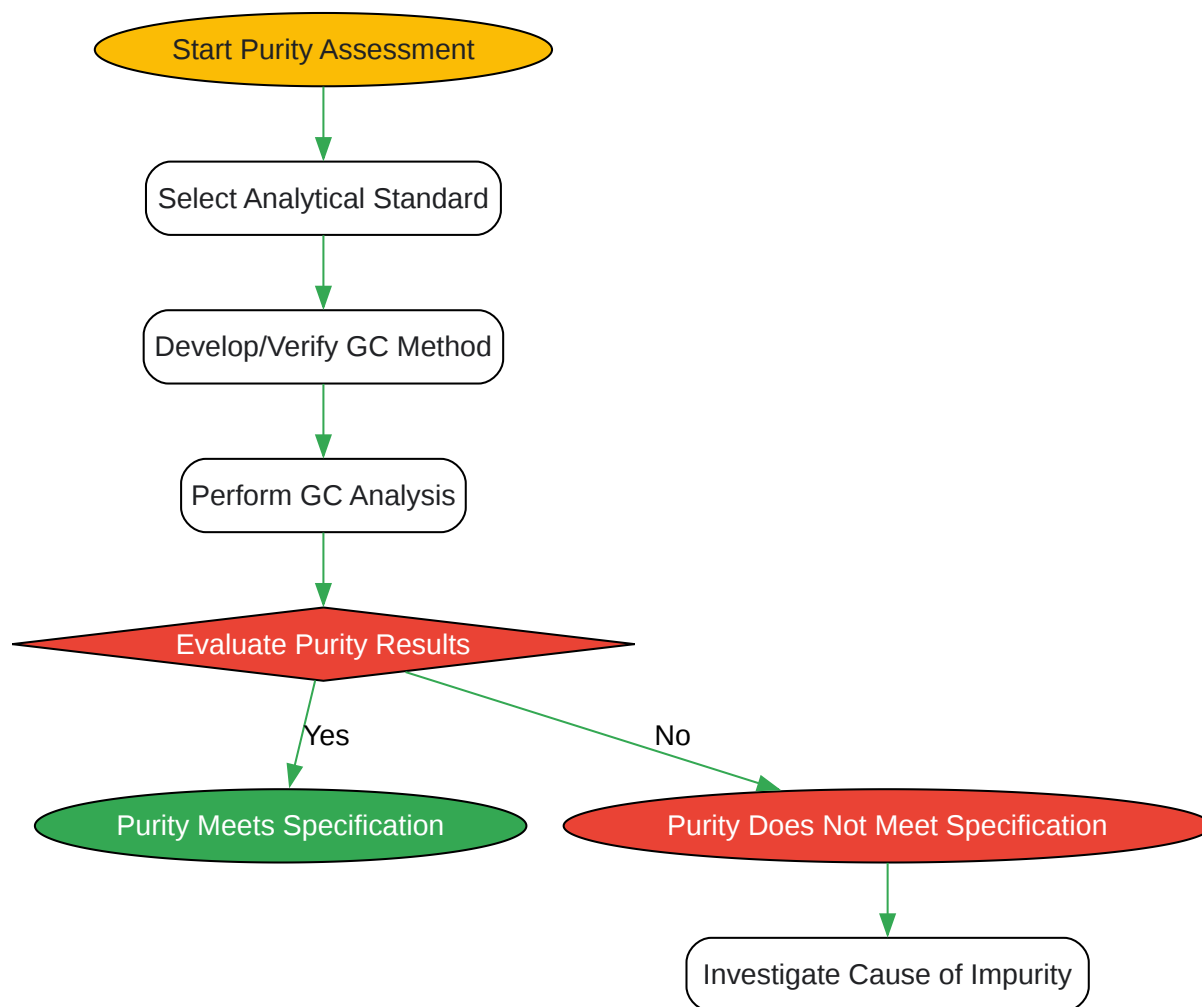 Start Purity Assessment
Select Analytical Standard
Develop/Verify GC Method
Perform GC Analysis
Evaluate Purity Results
Yes
No
Purity Meets Specification
Purity Does Not Meet Specification
Investigate Cause of Impurity